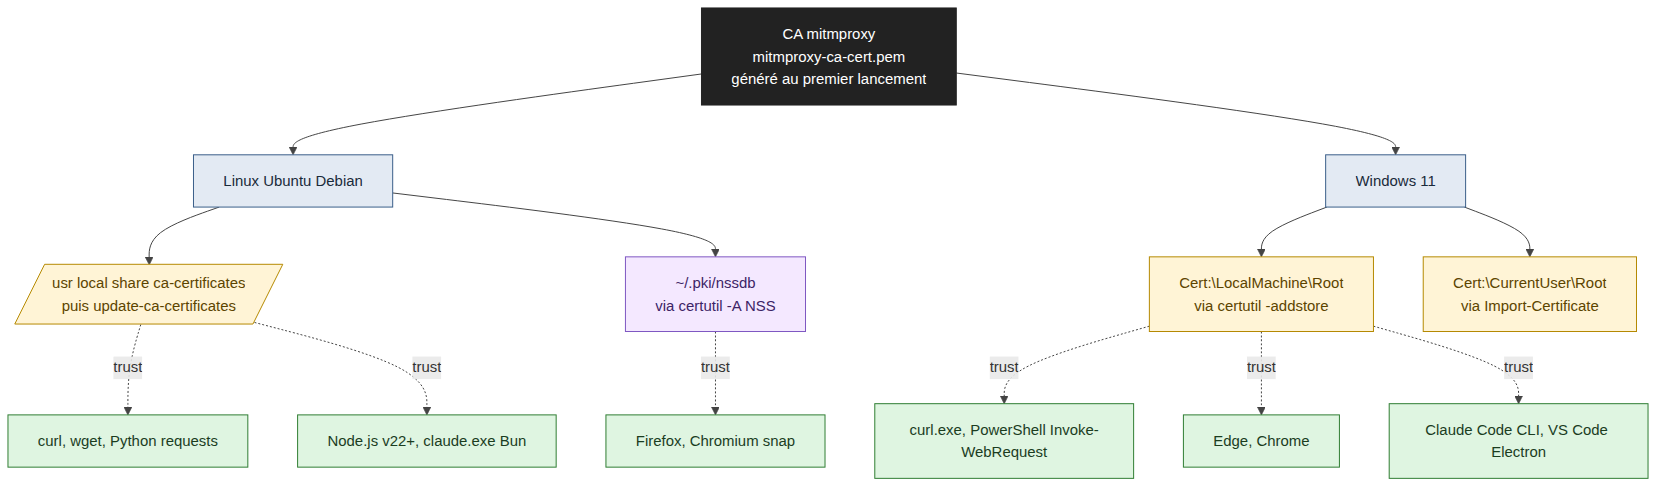 CA mitmproxy
mitmproxy-ca-cert.pem
généré au premier lancement
Linux Ubuntu Debian
Windows 11
usr local share ca-certificates
puis update-ca-certificates
~/.pki/nssdb
via certutil -A NSS
Cert:\LocalMachine\Root
via certutil -addstore
Cert:\CurrentUser\Root
via Import-Certificate
trust
trust
trust
trust
trust
trust
curl, wget, Python requests
Node.js v22+, claude.exe Bun
Firefox, Chromium snap
curl.exe, PowerShell Invoke-
WebRequest
Edge, Chrome
Claude Code CLI, VS Code
Electron